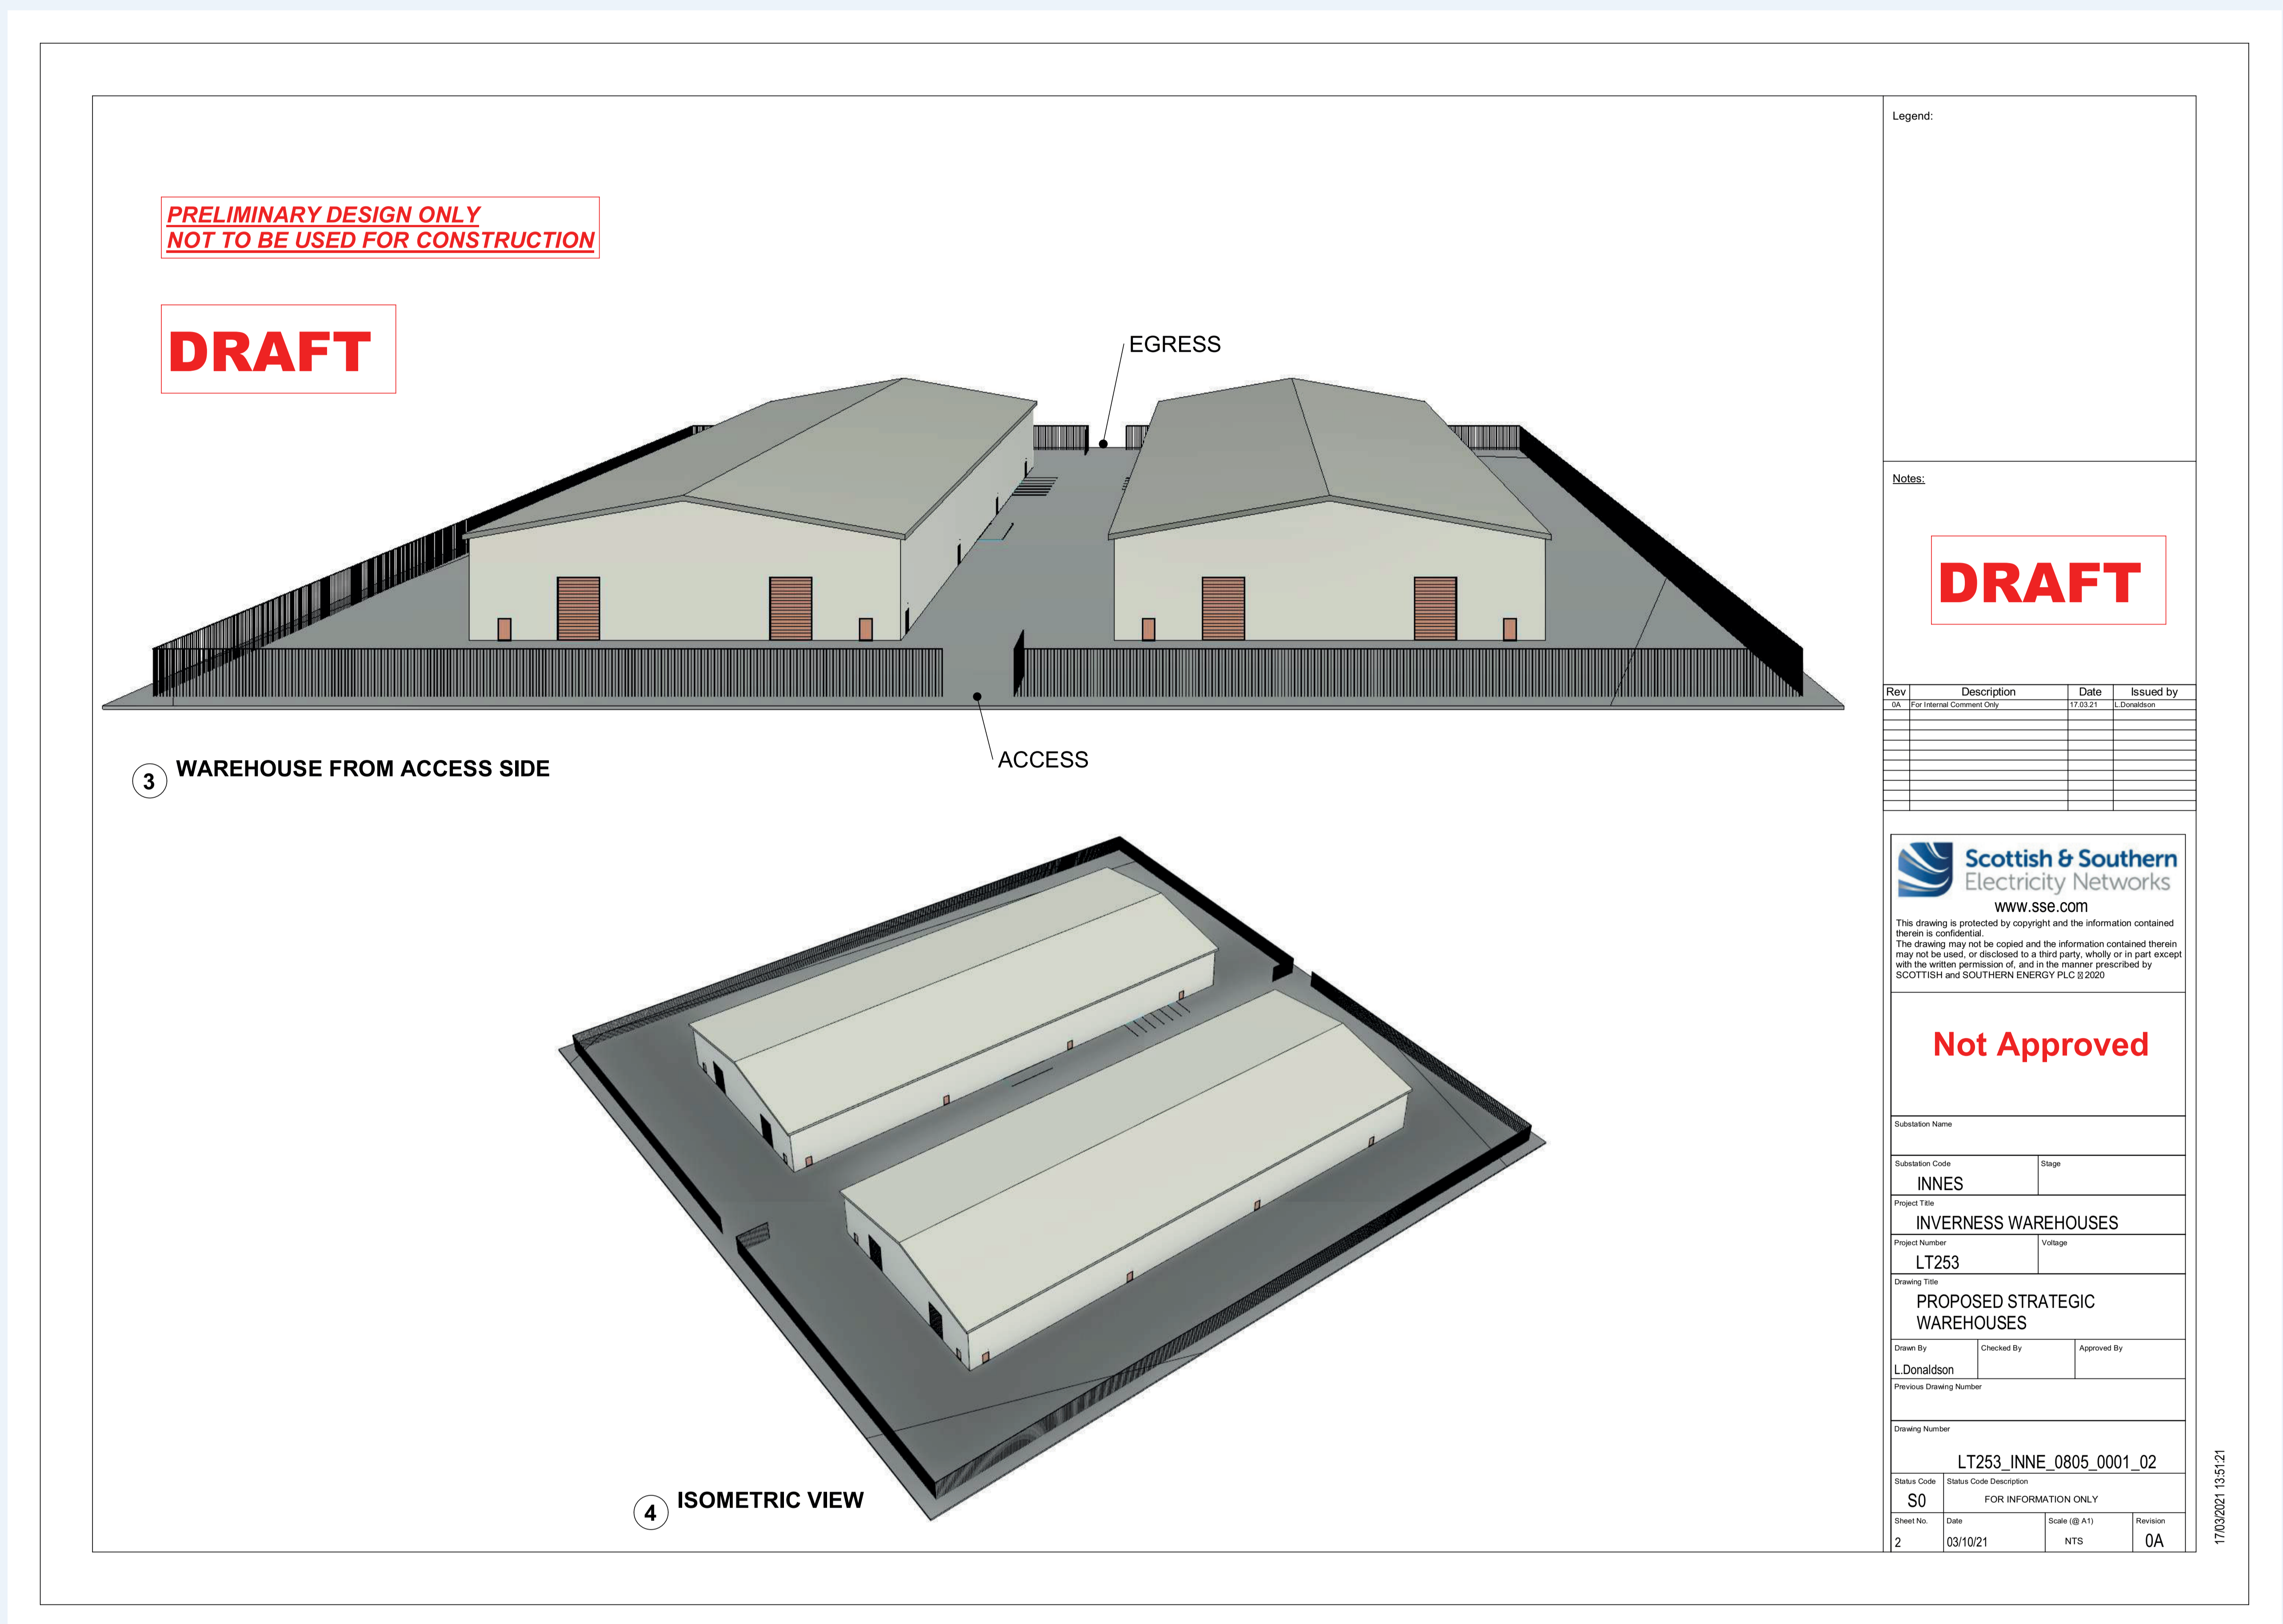 PRELIMINARY DESIGN ONLY
NOT TO BE USED FOR CONSTRUCTION
DRAFT
EGRESS
ACCESS
3 WAREHOUSE FROM ACCESS SIDE
4 ISOMETRIC VIEW
Legend:
Notes:
DRAFT
Rev Description Date Issued by
0A For Internal Comment Only 17.03.21 L.Donaldson
Scottish & Southern
Electricity Networks
www.sse.com
This drawing is protected by copyright and the information contained
therein is confidential.
The drawing may not be copied and the information contained therein
may not be used, or disclosed to a third party, wholly or in part except
with the written permission of, and in the manner prescribed by
SCOTTISH and SOUTHERN ENERGY PLC 2020
Not Approved
Substation Name
Substation Code Stage
INNES
Project Title
INVERNESS WAREHOUSES
Project Number Voltage
LT253
Drawing Title
PROPOSED STRATEGIC
WAREHOUSES
Drawn By Checked By Approved By
L.Donaldson
Previous Drawing Number
Drawing Number
LT253_INNE_0805_0001_02
Status Code Status Code Description
S0 FOR INFORMATION ONLY
Sheet No. Date Scale (@ A1) Revision
2 03/10/21 NTS 0A
17/03/2021 13:51:21